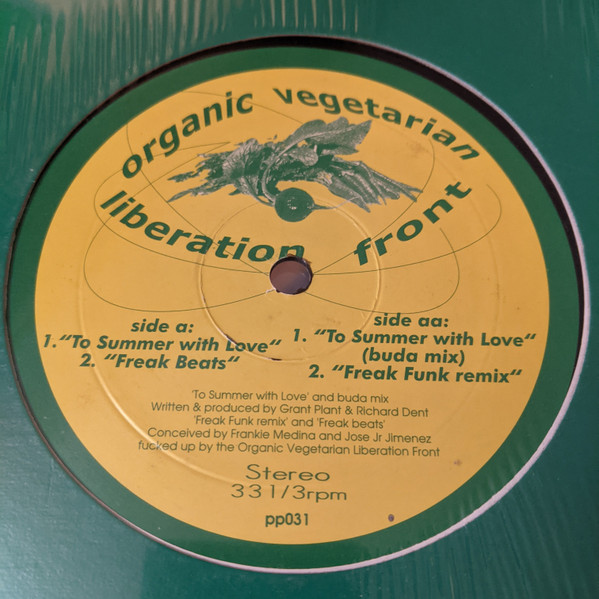 organic vegetarian
liberation front
side a:
1. "To Summer with Love"
2. "Freak Beats"
side aa:
1. "To Summer with Love"
(buda mix)
2. "Freak Funk remix"
'To Summer with Love' and buda mix
Written & produced by Grant Plant & Richard Dent
'Freak Funk remix' and 'Freak beats'
Conceived by Frankie Medina and Jose Jr Jimenez
fucked up by the Organic Vegetarian Liberation Front
Stereo
33 1/3rpm
pp031